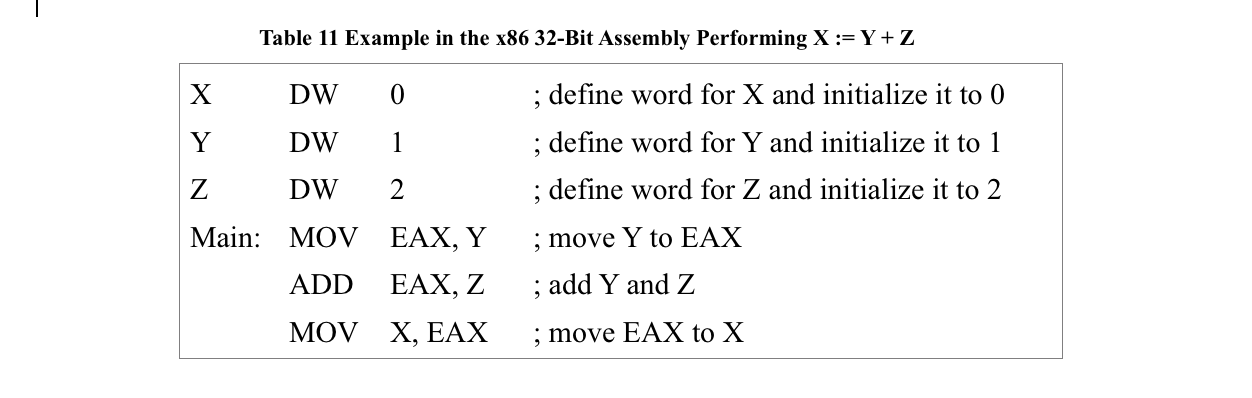 Table 11 Example in the x86 32-Bit Assembly Performing X := Y + Z
X DW 0 ; define word for X and initialize it to 0
Y DW 1 ; define word for Y and initialize it to 1
Z DW 2 ; define word for Z and initialize it to 2
Main: MOV EAX, Y ; move Y to EAX
ADD EAX, Z ; add Y and Z
MOV X, EAX ; move EAX to X